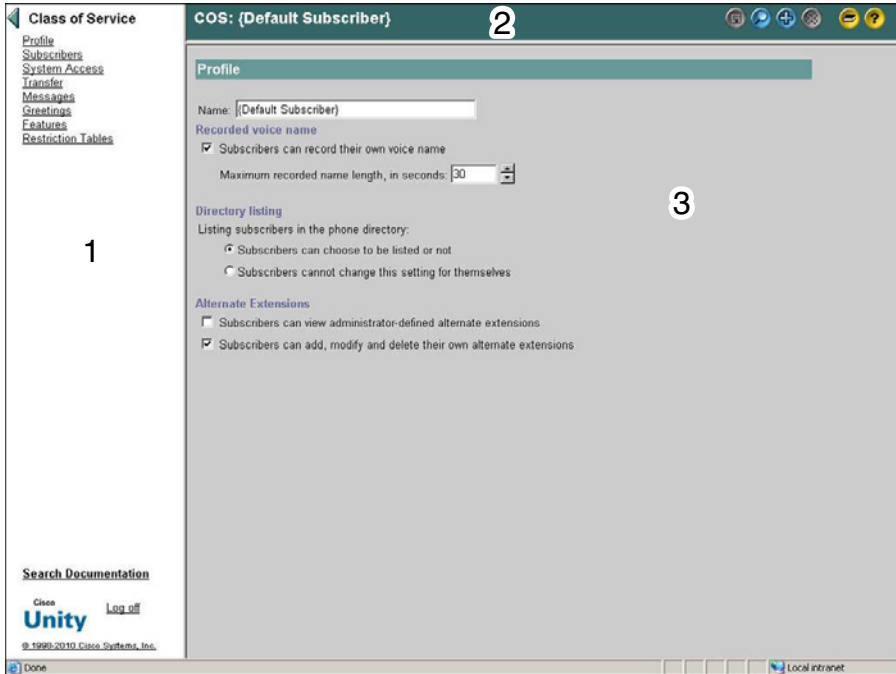 Class of Service
Profile
Subscribers
System Access
Transfer
Messages
Greetings
Features
Restriction Tables
1
Search Documentation
Cisco
Unity
Log off
© 1998-2010 Cisco Systems, Inc.
COS: {Default Subscriber}
2
?
Profile
Name: {Default Subscriber}
Recorded voice name
Subscribers can record their own voice name
Maximum recorded name length, in seconds: 30
3
Directory listing
Listing subscribers in the phone directory:
Subscribers can choose to be listed or not
Subscribers cannot change this setting for themselves
Alternate Extensions
Subscribers can view administrator-defined alternate extensions
Subscribers can add, modify and delete their own alternate extensions
Done
Local intranet